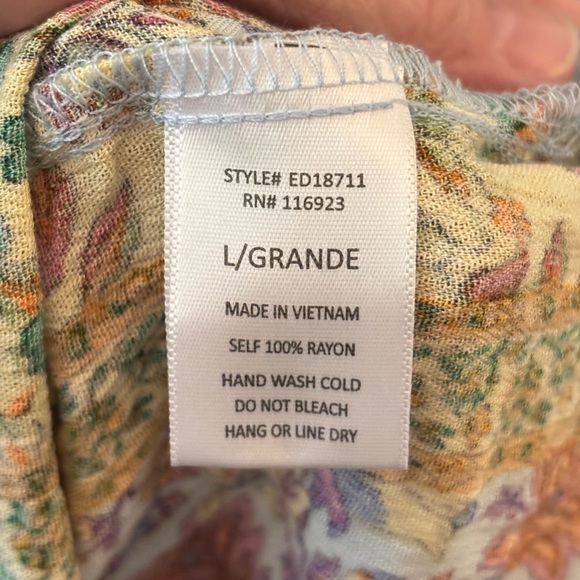 STYLE# ED18711
RN# 116923
L/GRANDE
MADE IN VIETNAM
SELF 100% RAYON
HAND WASH COLD
DO NOT BLEACH
HANG OR LINE DRY